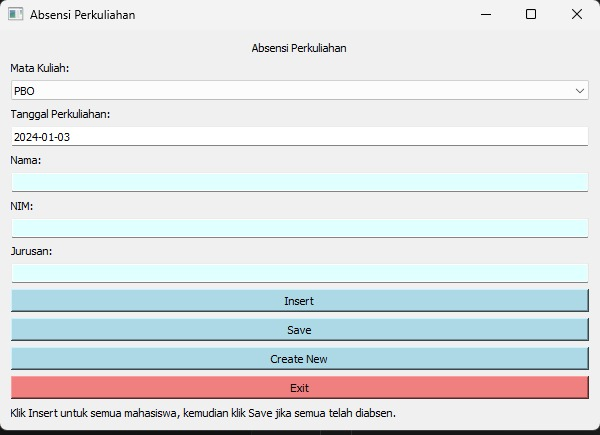 Absensi Perkuliahan
Absensi Perkuliahan
Mata Kuliah:
PBO
Tanggal Perkuliahan:
2024-01-03
Nama:
NIM:
Jurusan:
Insert
Save
Create New
Exit
Klik Insert untuk semua mahasiswa, kemudian klik Save jika semua telah diabsen.